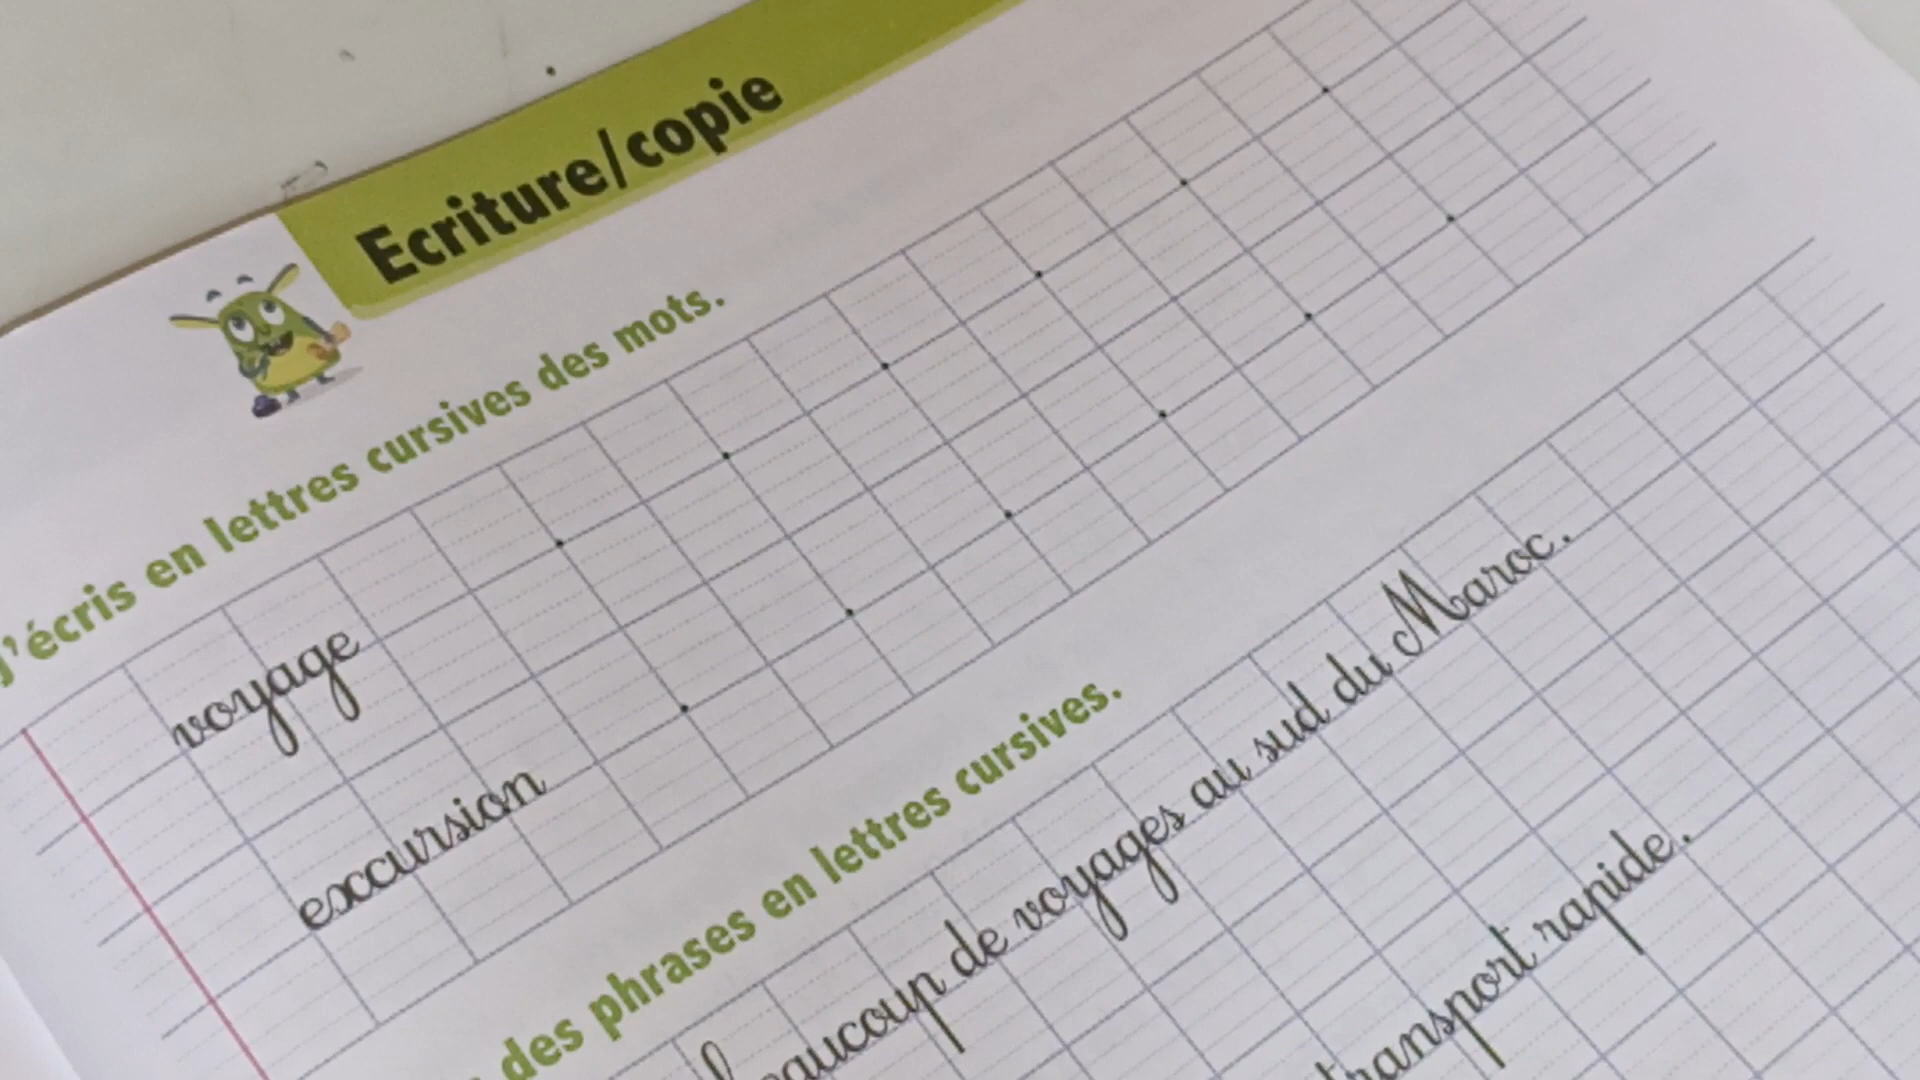 Ecriture/copie
J'écris en lettres cursives des mots.
voyage
excursion
des phrases en lettres cursives.
de voyages au sud du Maroc.
transport rapide.